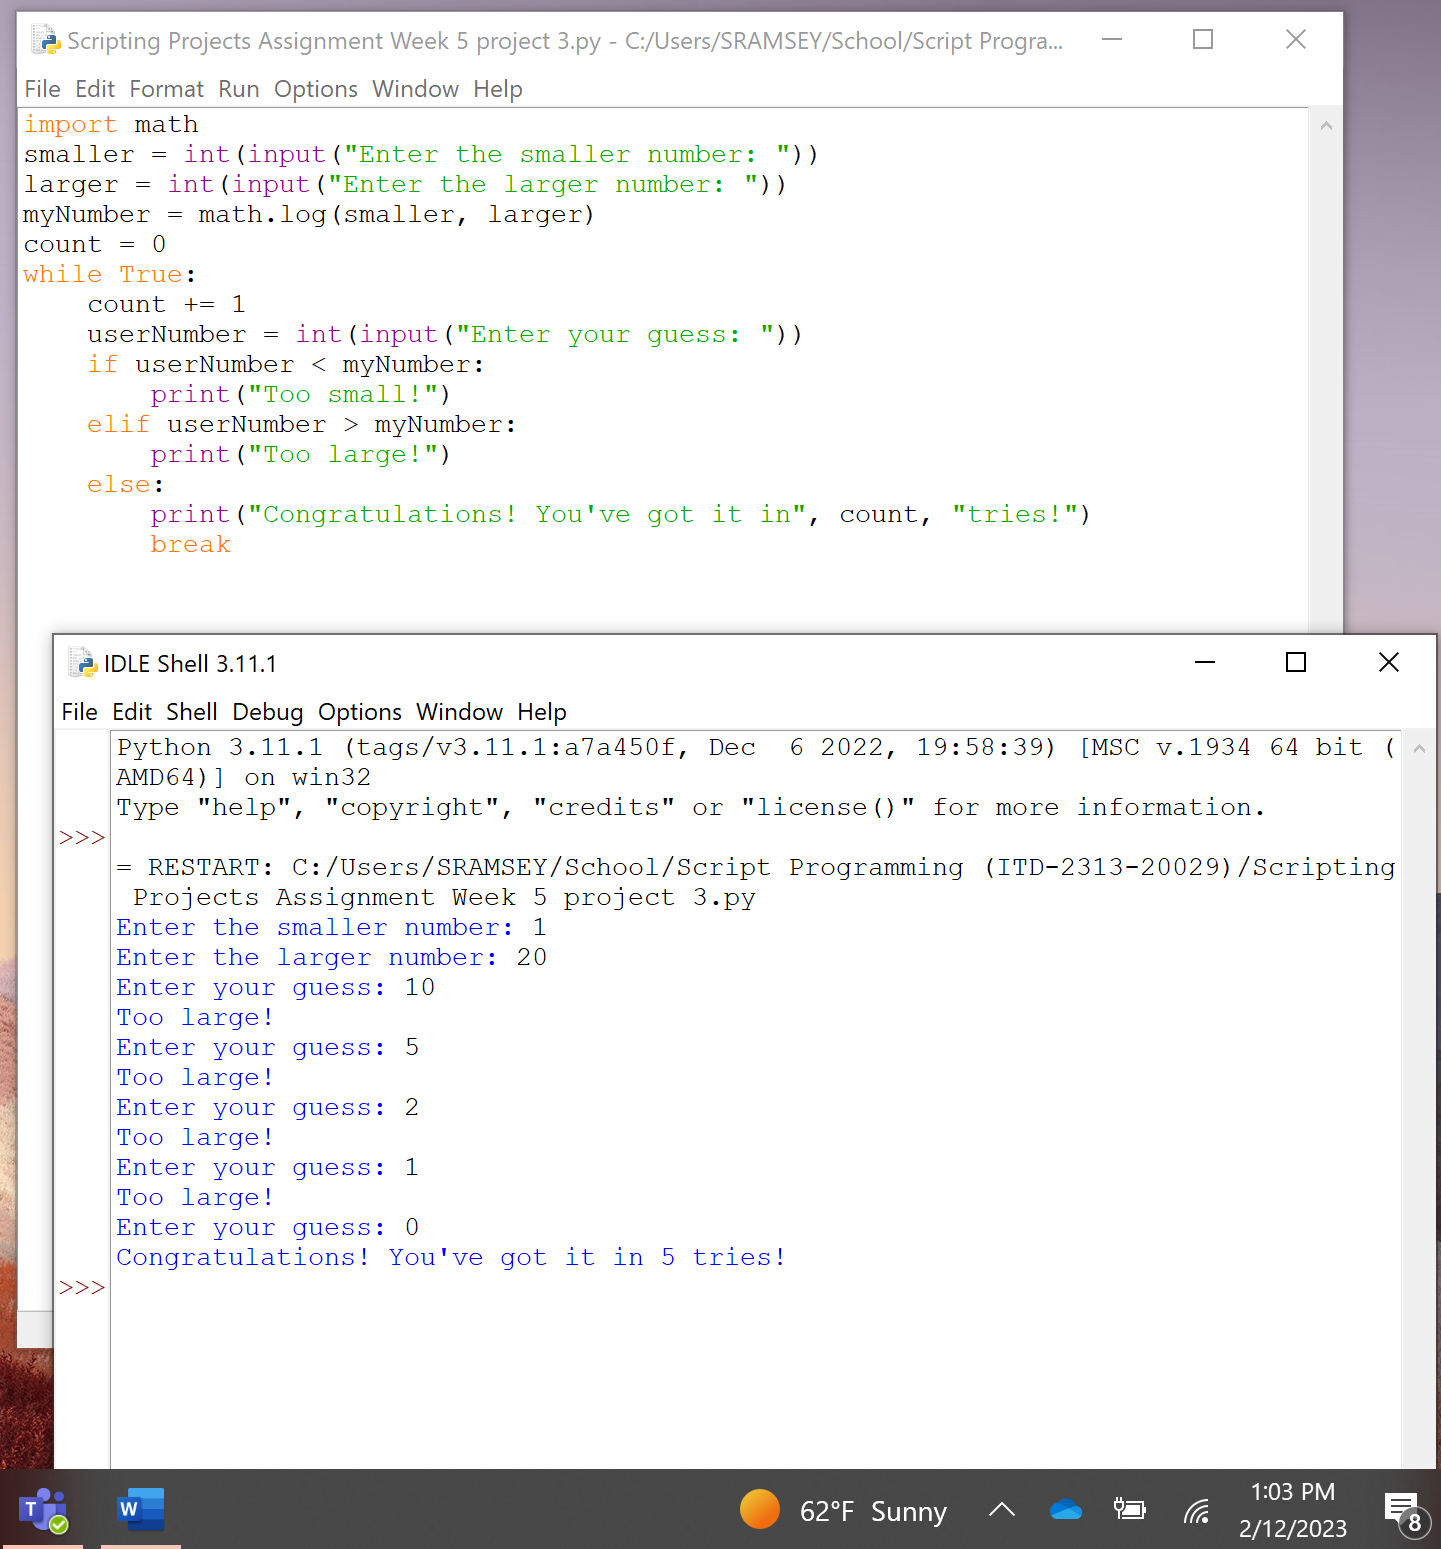 Scripting Projects Assignment Week 5 project 3.py - C:/Users/SRAMSEY/School/Script Progra...
File Edit Format Run Options Window Help
import math
smaller = int(input("Enter the smaller number: "))
larger = int(input("Enter the larger number: "))
myNumber = math.log(smaller, larger)
count = 0
while True:
    count += 1
    userNumber = int(input("Enter your guess: "))
    if userNumber < myNumber:
        print("Too small!")
    elif userNumber > myNumber:
        print("Too large!")
    else:
        print("Congratulations! You've got it in", count, "tries!")
        break
IDLE Shell 3.11.1
File Edit Shell Debug Options Window Help
Python 3.11.1 (tags/v3.11.1:a7a450f, Dec  6 2022, 19:58:39) [MSC v.1934 64 bit (
AMD64)] on win32
Type "help", "copyright", "credits" or "license()" for more information.
>>>
= RESTART: C:/Users/SRAMSEY/School/Script Programming (ITD-2313-20029)/Scripting
 Projects Assignment Week 5 project 3.py
Enter the smaller number: 1
Enter the larger number: 20
Enter your guess: 10
Too large!
Enter your guess: 5
Too large!
Enter your guess: 2
Too large!
Enter your guess: 1
Too large!
Enter your guess: 0
Congratulations! You've got it in 5 tries!
>>>
T
W
62°F Sunny
1:03 PM
2/12/2023
8